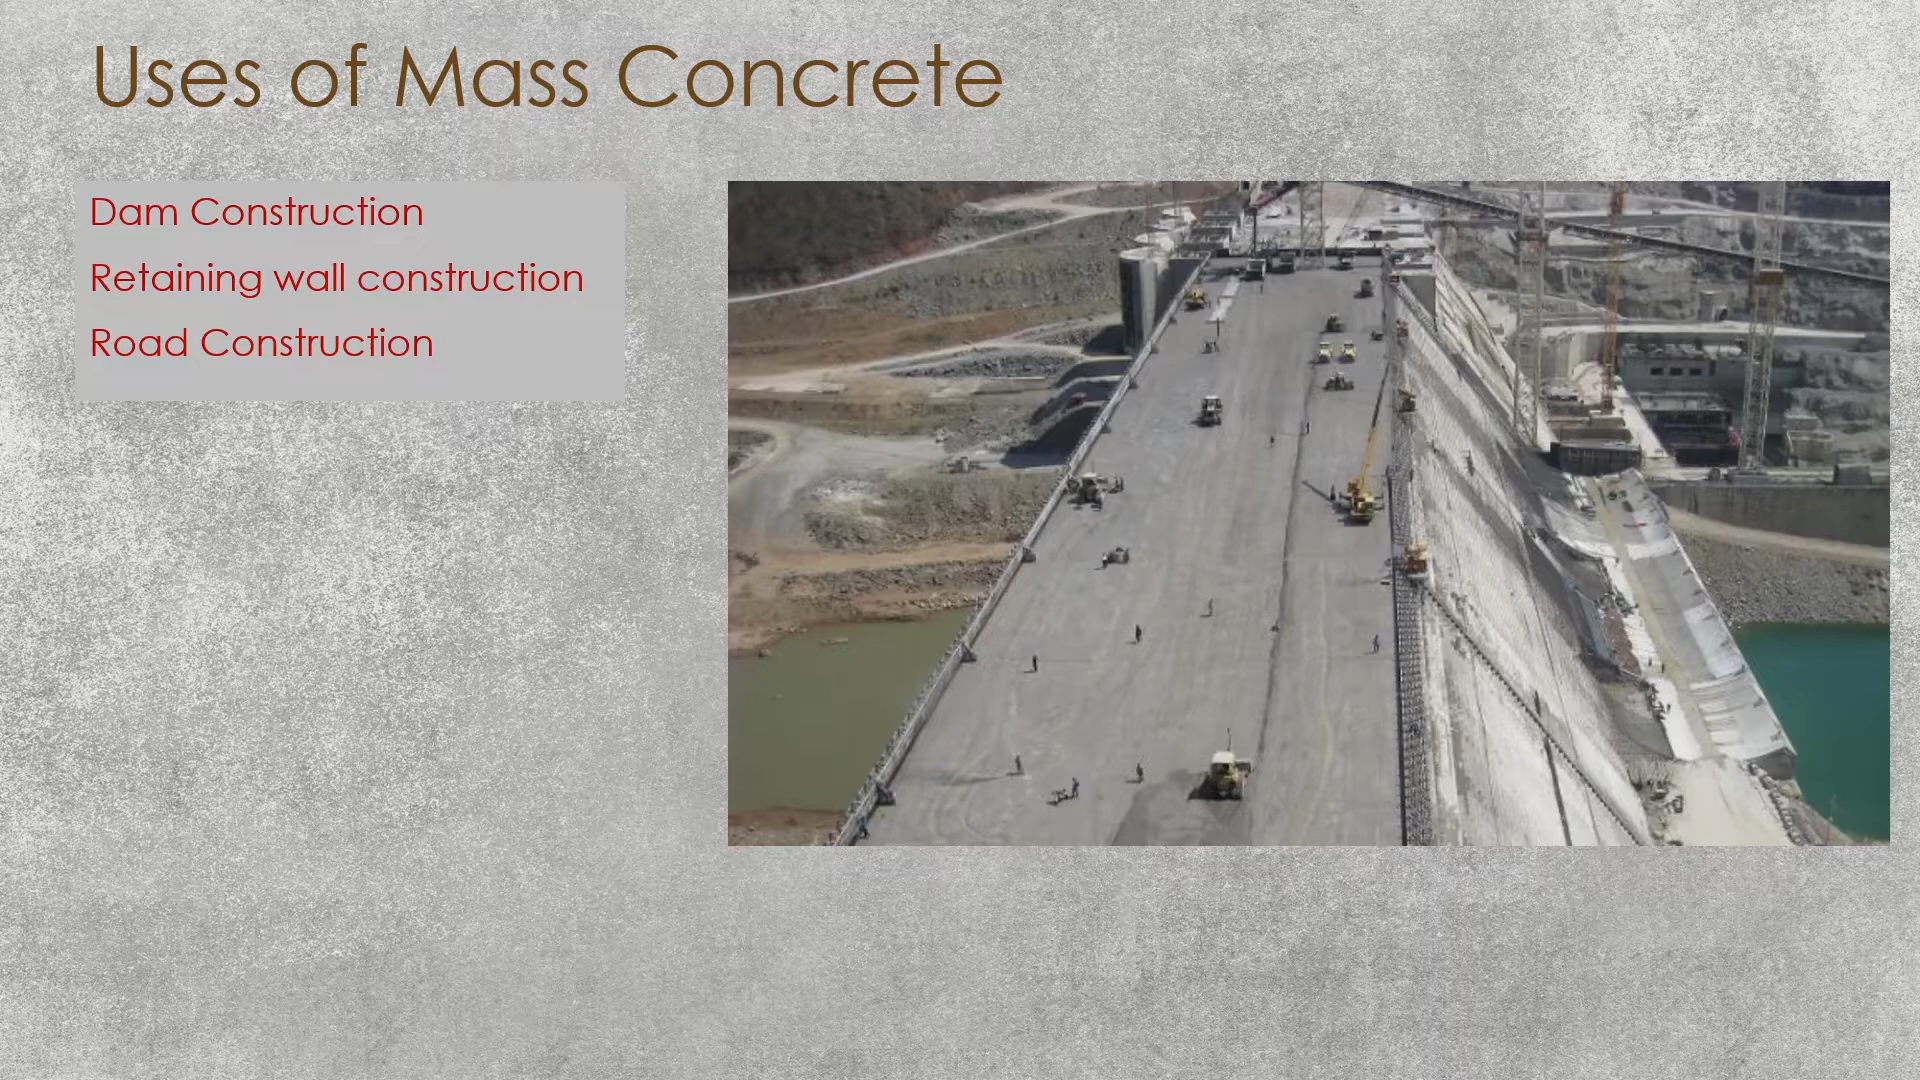 Uses of Mass Concrete
Dam Construction
Retaining wall construction
Road Construction